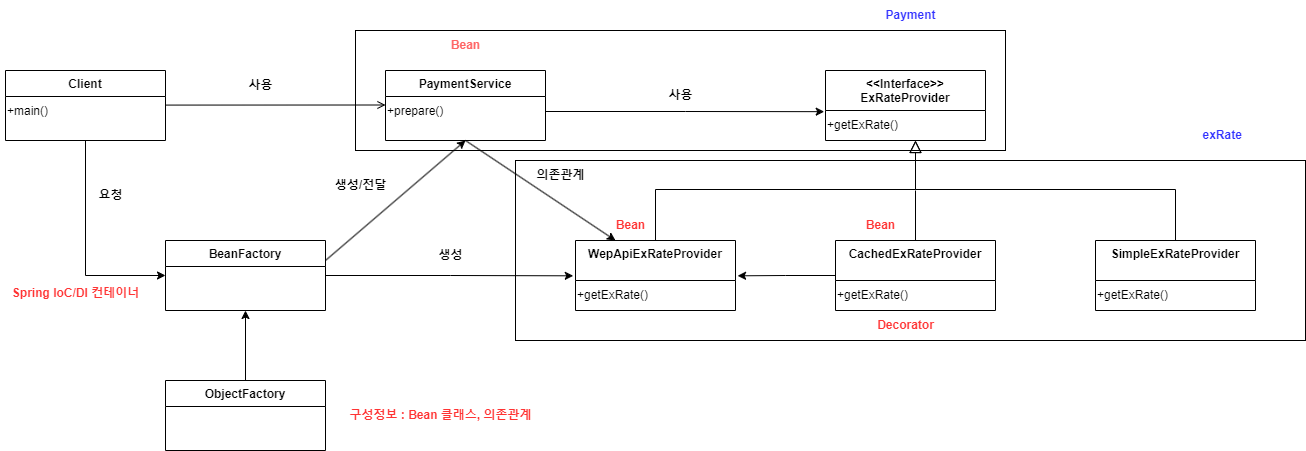 Payment
Bean
Client
+main()
사용
PaymentService
+prepare()
사용
<<Interface>>
ExRateProvider
+getExRate()
exRate
요청
생성/전달
의존관계
Bean
Bean
BeanFactory
생성
WepApiExRateProvider
+getExRate()
CachedExRateProvider
+getExRate()
SimpleExRateProvider
+getExRate()
Spring IoC/DI 컨테이너
Decorator
ObjectFactory
구성정보 : Bean 클래스, 의존관계